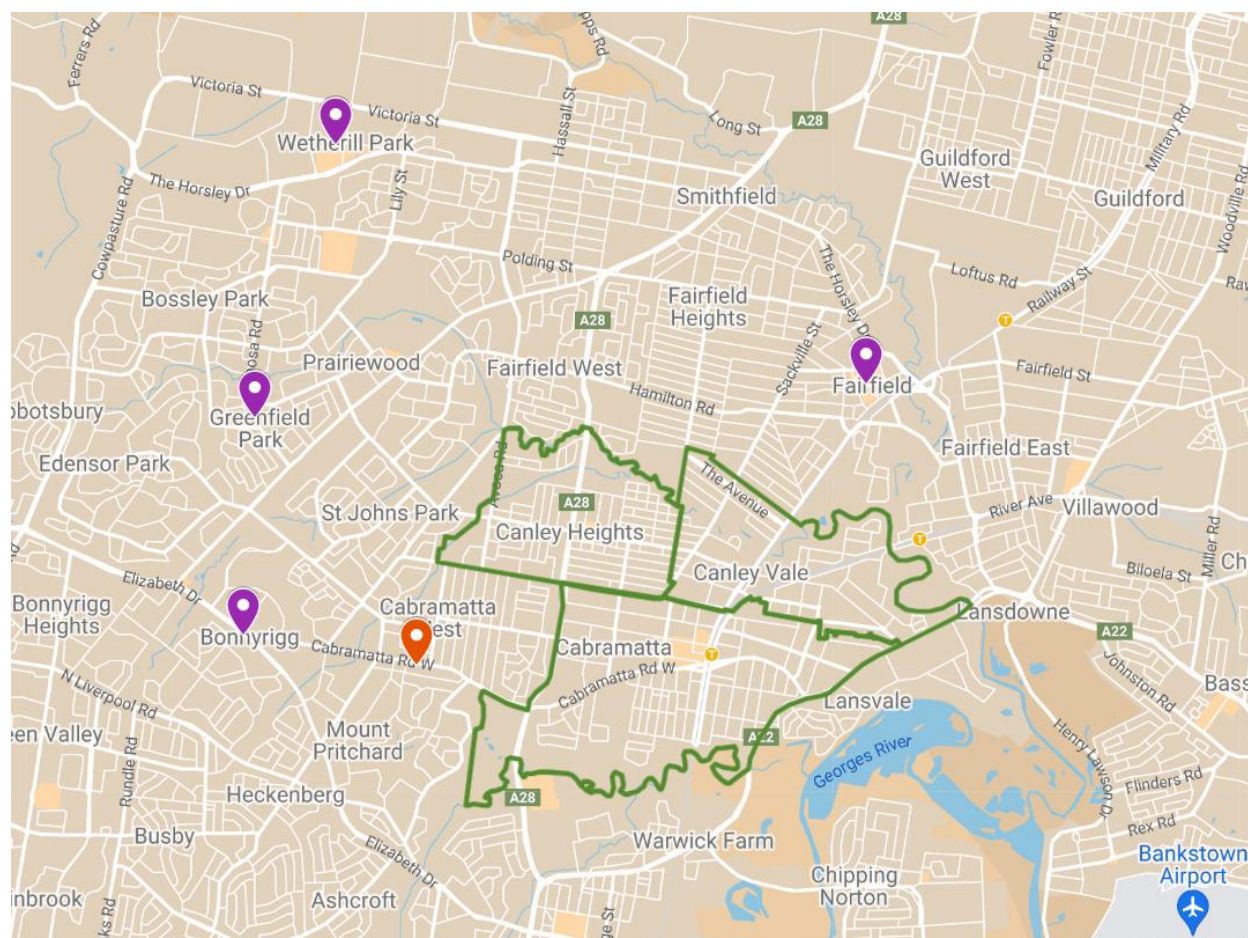 A28
Ferrers Rd
Victoria St
Victoria St
Wetherill Park
Hassall St
Long St
A28
Fowler R
Military Rd
Guildford
West
Guildford
Woodville Rd
The Horsley Dr
Lily St
Smithfield
Cowpasture Rd
Polding St
The Horsley Dr
Loftus Rd
Railway St
Bossley Park
Fairfield
Heights
A28
T
Prairiewood
Fairfield West
Sackville St
Fairfield
Fairfield St
Hamilton Rd
Greenfield
Park
Edensor Park
Fairfield East
The Avenue
St Johns Park
A28
Canley Heights
River Ave
Villawood
T
Miller Rd
Elizabeth Dr
Canley Vale
Biloela St
Bonnyrigg
Heights
Cabramatta
Bonnyrigg
Lansdowne
A22
Cabramatta Rd W
Cabramatta
T
Johnston Rd
N Liverpool Rd
Cabramatta Rd W
Lansvale
Mount
Pritchard
Georges River
Henry Lawson Dr
Rundle Rd
Heckenberg
A28
Flinders Rd
Busby
Warwick Farm
Rex Rd
Elizabeth Dr
Bankstown
Airport
Ashcroft
Chipping
Norton